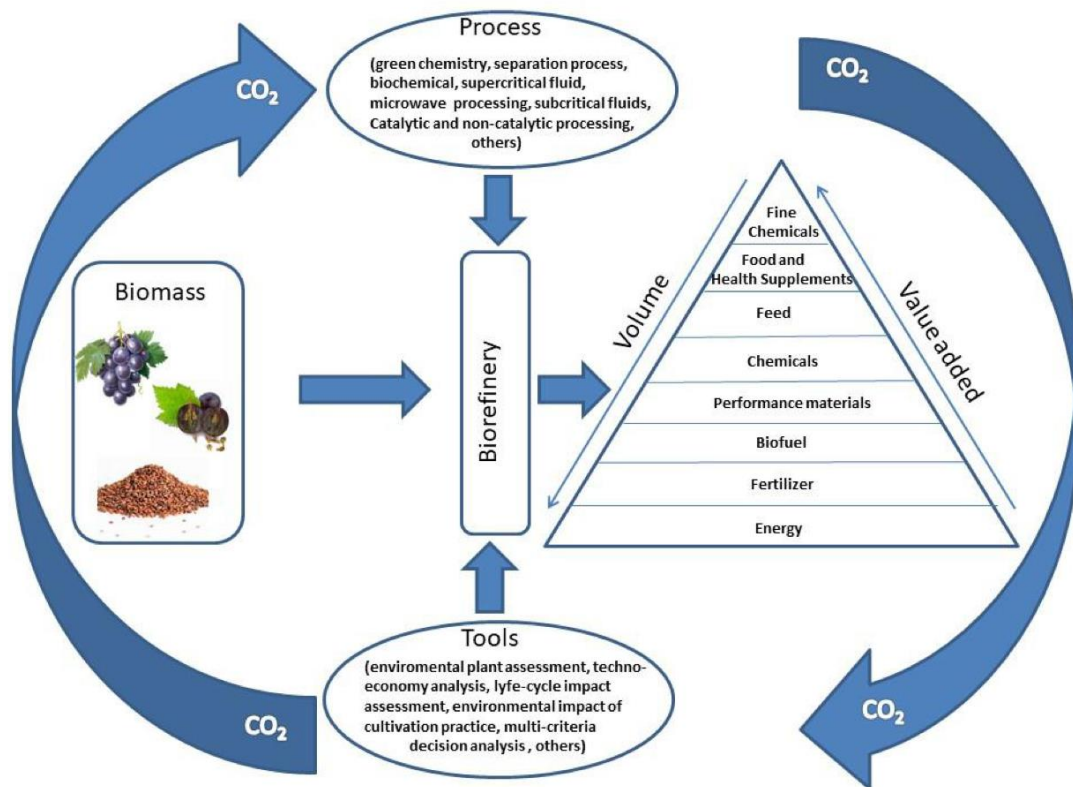 Process
(green chemistry, separation process,
biochemical, supercritical fluid,
microwave processing, subcritical fluids,
Catalytic and non-catalytic processing,
others)
CO2
CO2
Biomass
Biorefinery
Volume
Value added
Fine
Chemicals
Food and
Health Supplements
Feed
Chemicals
Performance materials
Biofuel
Fertilizer
Energy
Tools
(enviromental plant assessment, techno-
economy analysis, lyfe-cycle impact
assessment, environmental impact of
cultivation practice, multi-criteria
decision analysis , others)
CO2
CO2